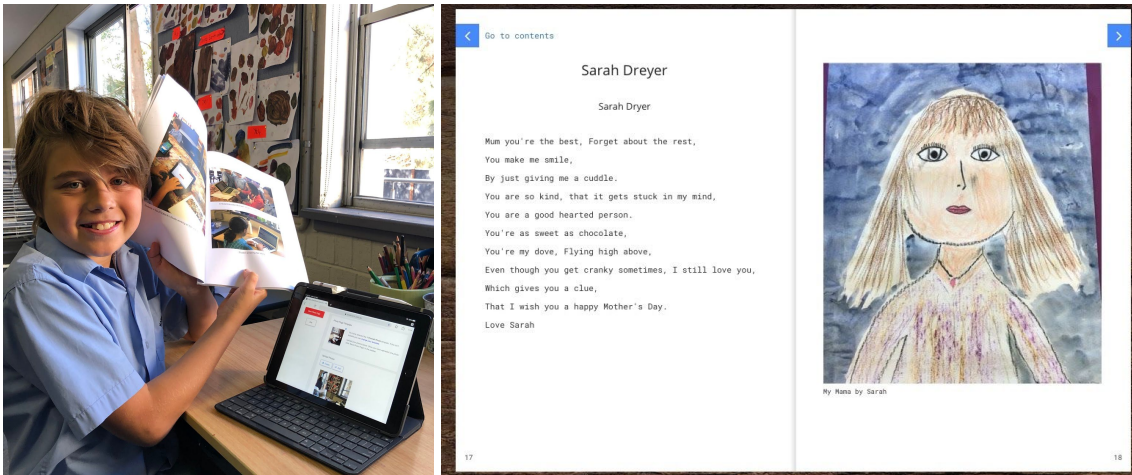 Go to contents
Sarah Dreyer
Sarah Dryer
Mum you're the best, Forget about the rest,
You make me smile,
By just giving me a cuddle.
You are so kind, that it gets stuck in my mind,
You are a good hearted person.
You're as sweet as chocolate,
You're my dove, Flying high above,
Even though you get cranky sometimes, I still love you,
Which gives you a clue,
That I wish you a happy Mother's Day.
Love Sarah
17
My Mama by Sarah
18